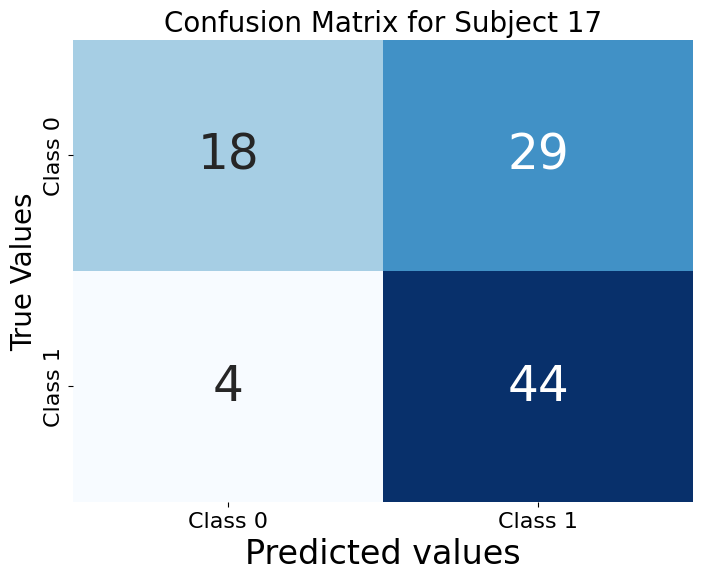 Confusion Matrix for Subject 17
True Values
Class 0
18
29
Class 1
4
44
Class 0
Class 1
Predicted values